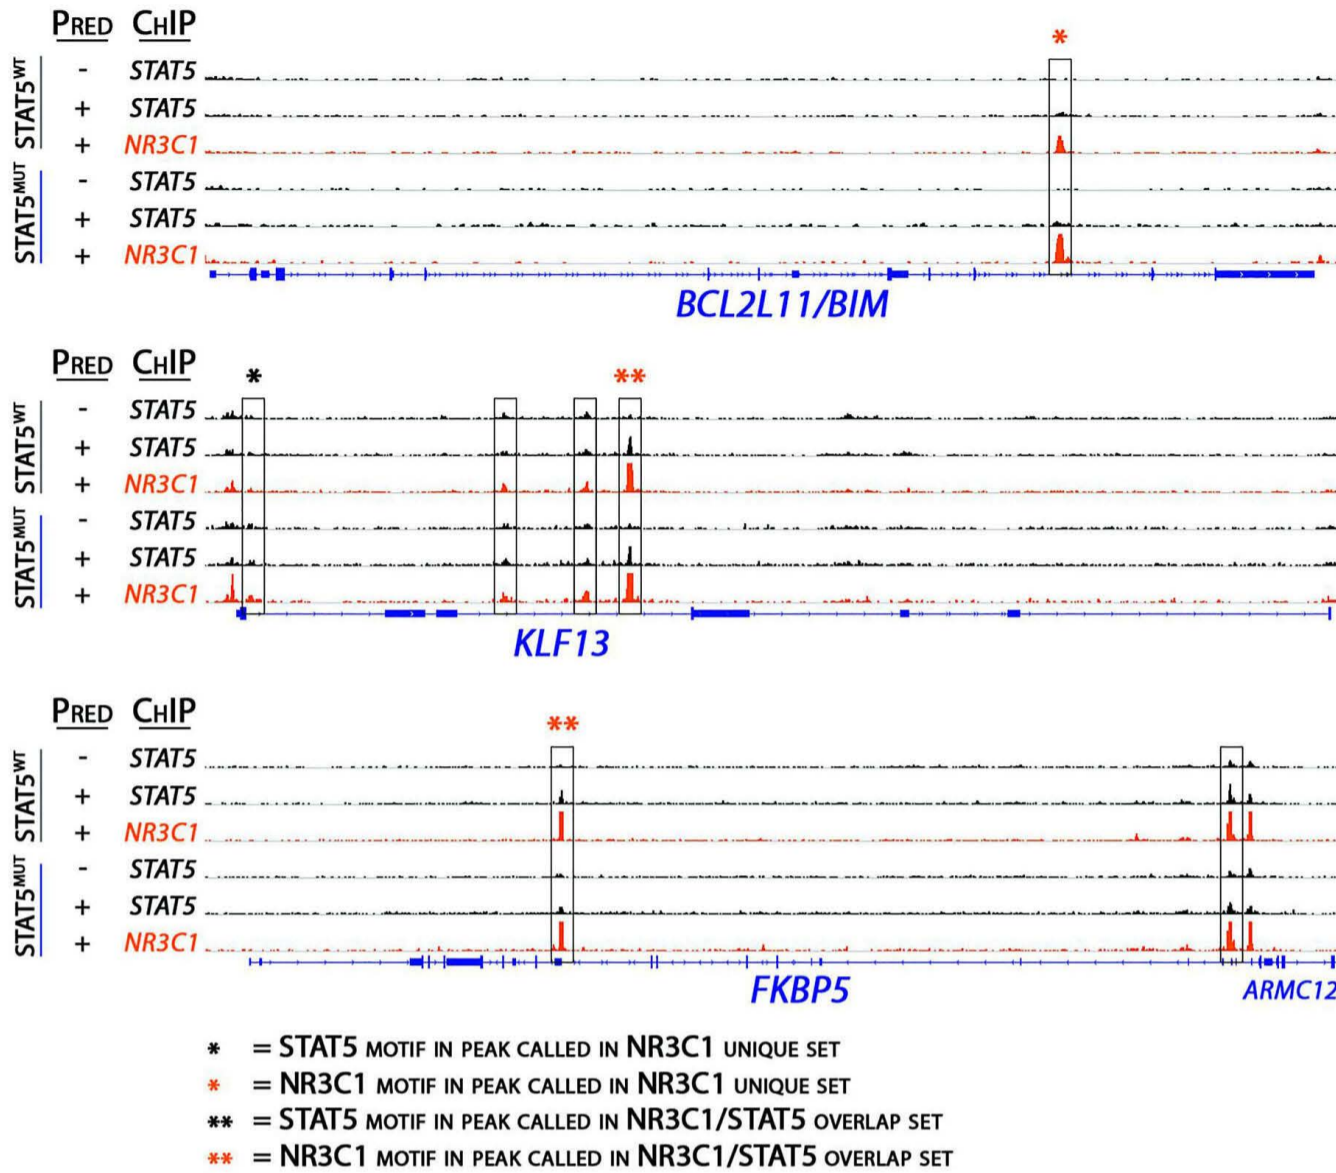 PRED CHIP
*
STAT5WT
- STAT5
+ STAT5
+ NR3C1
STAT5MUT
- STAT5
+ STAT5
+ NR3C1
BCL2L11/BIM
PRED CHIP
* **
STAT5WT
- STAT5
+ STAT5
+ NR3C1
STAT5MUT
- STAT5
+ STAT5
+ NR3C1
KLF13
PRED CHIP
**
STAT5WT
- STAT5
+ STAT5
+ NR3C1
STAT5MUT
- STAT5
+ STAT5
+ NR3C1
FKBP5 ARMC12
* = STAT5 MOTIF IN PEAK CALLED IN NR3C1 UNIQUE SET
* = NR3C1 MOTIF IN PEAK CALLED IN NR3C1 UNIQUE SET
** = STAT5 MOTIF IN PEAK CALLED IN NR3C1/STAT5 OVERLAP SET
** = NR3C1 MOTIF IN PEAK CALLED IN NR3C1/STAT5 OVERLAP SET